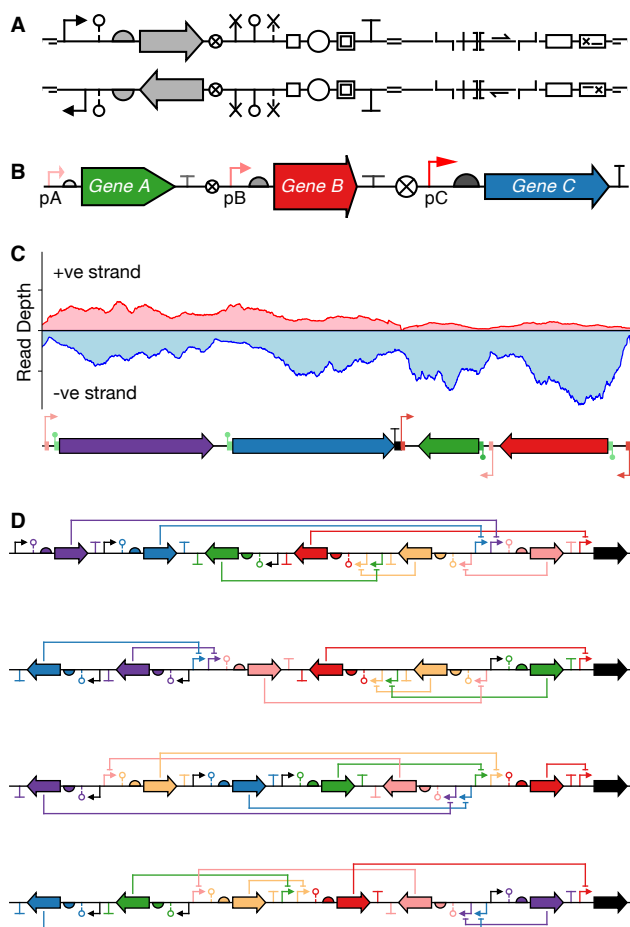 A
B
Gene A
Gene B
Gene C
pA
pB
pC
C
+ve strand
Read Depth
-ve strand
D